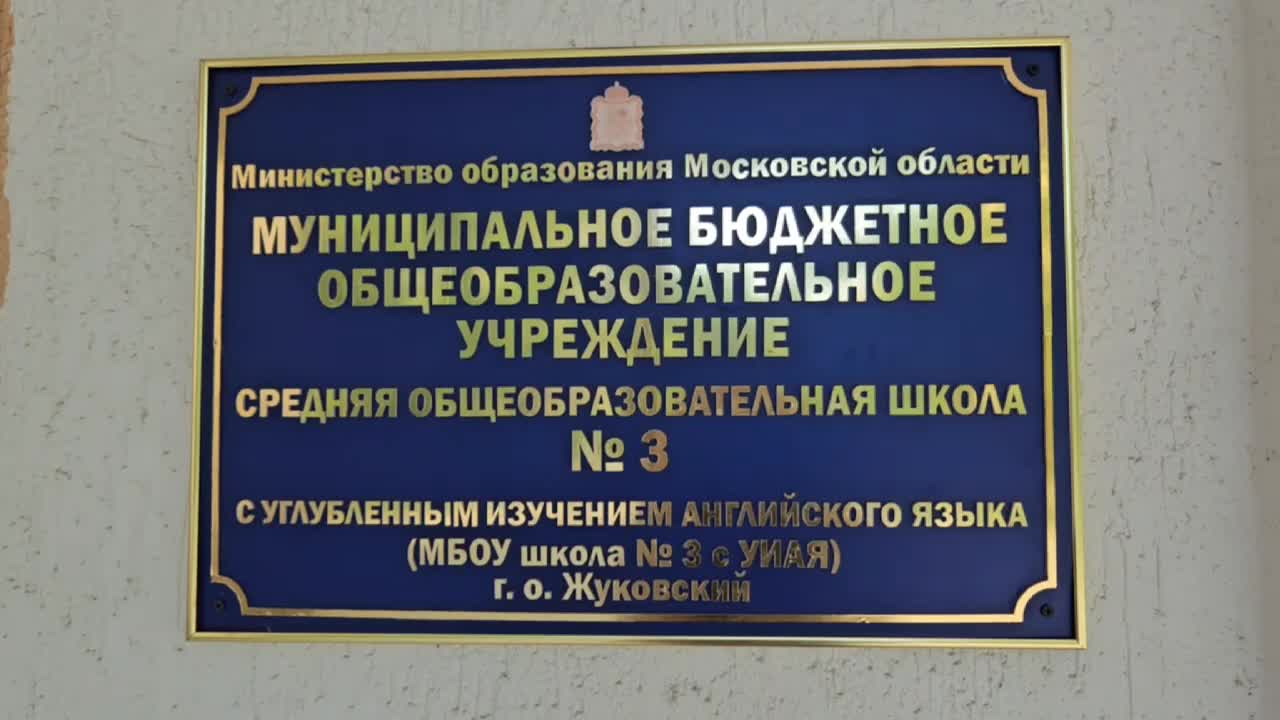 Министерство образования Московской области
МУНИЦИПАЛЬНОЕ БЮДЖЕТНОЕ
ОБЩЕОБРАЗОВАТЕЛЬНОЕ
УЧРЕЖДЕНИЕ
СРЕДНЯЯ ОБЩЕОБРАЗОВАТЕЛЬНАЯ ШКОЛА
№ 3
С УГЛУБЛЕННЫМ ИЗУЧЕНИЕМ АНГЛИЙСКОГО ЯЗЫКА
(МБОУ школа № 3 с УИАЯ)
г. о. Жуковский